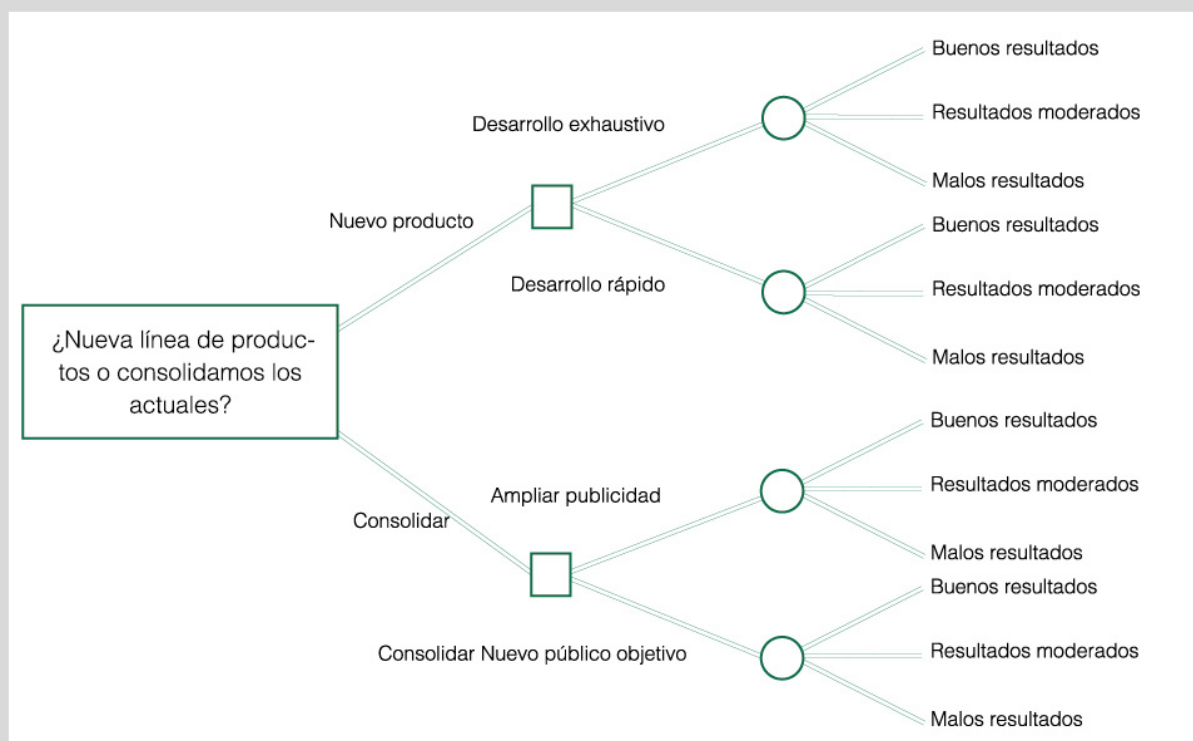 Buenos resultados
Desarrollo exhaustivo
Resultados moderados
Malos resultados
Nuevo producto
Buenos resultados
Desarrollo rápido
Resultados moderados
Malos resultados
¿Nueva línea de produc-
tos o consolidamos los
actuales?
Buenos resultados
Ampliar publicidad
Resultados moderados
Consolidar
Malos resultados
Buenos resultados
Consolidar Nuevo público objetivo
Resultados moderados
Malos resultados